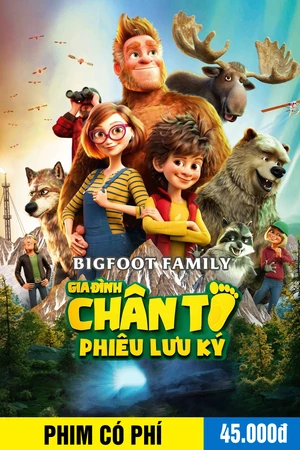 BIGFOOT FAMILY
GIA ĐÌNH
CHÂN TO
PHIÊU LƯU KÝ
PHIM CÓ PHÍ
45.000đ